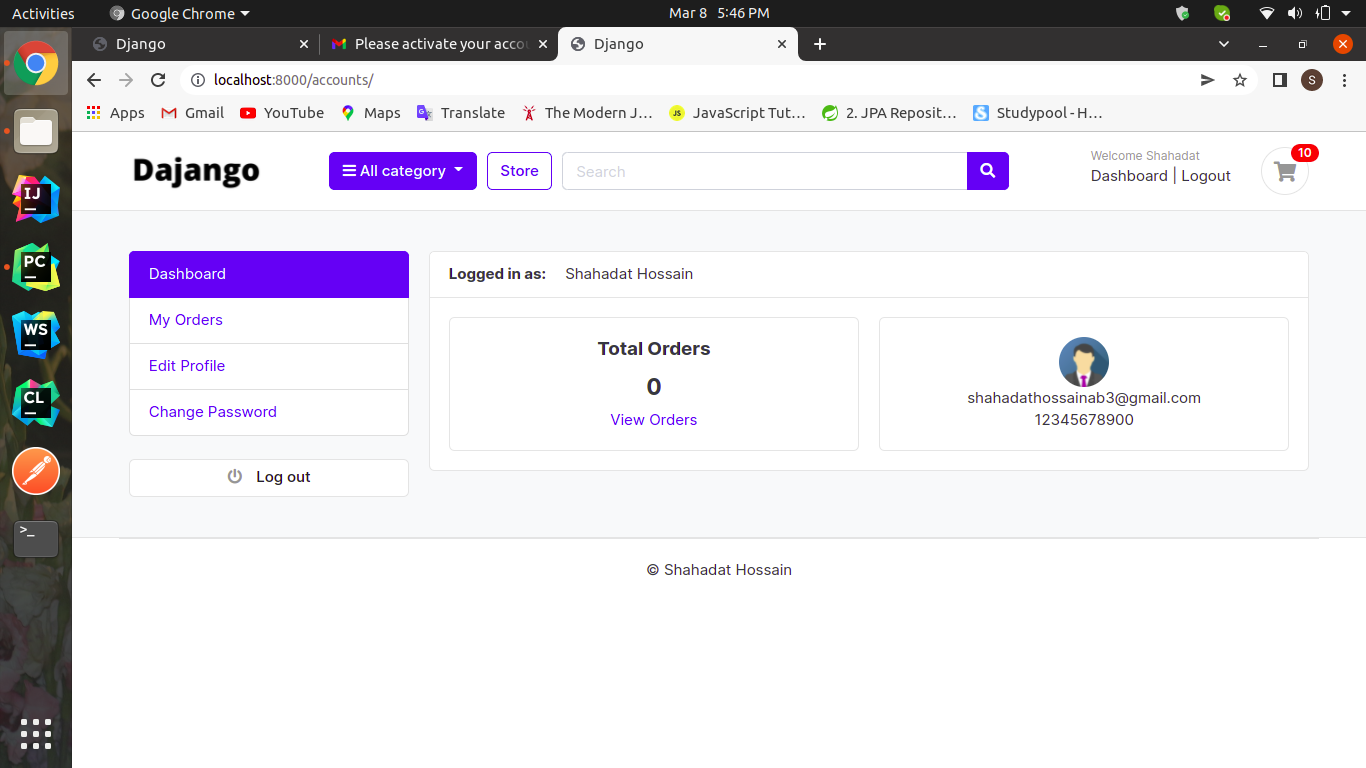 Activities
Google Chrome
Mar 8 5:46 PM
Django
Please activate your accou
Django
localhost:8000/accounts/
S
Apps
Gmail
YouTube
Maps
Translate
The Modern J…
JS
JavaScript Tut…
2. JPA Reposit…
Studypool - H…
Dajango
All category
Store
Search
Welcome Shahadat
Dashboard | Logout
10
Dashboard
My Orders
Edit Profile
Change Password
Log out
Logged in as: Shahadat Hossain
Total Orders
0
View Orders
shahadathossainab3@gmail.com
12345678900
© Shahadat Hossain
IJ
PC
WS
CL
>_